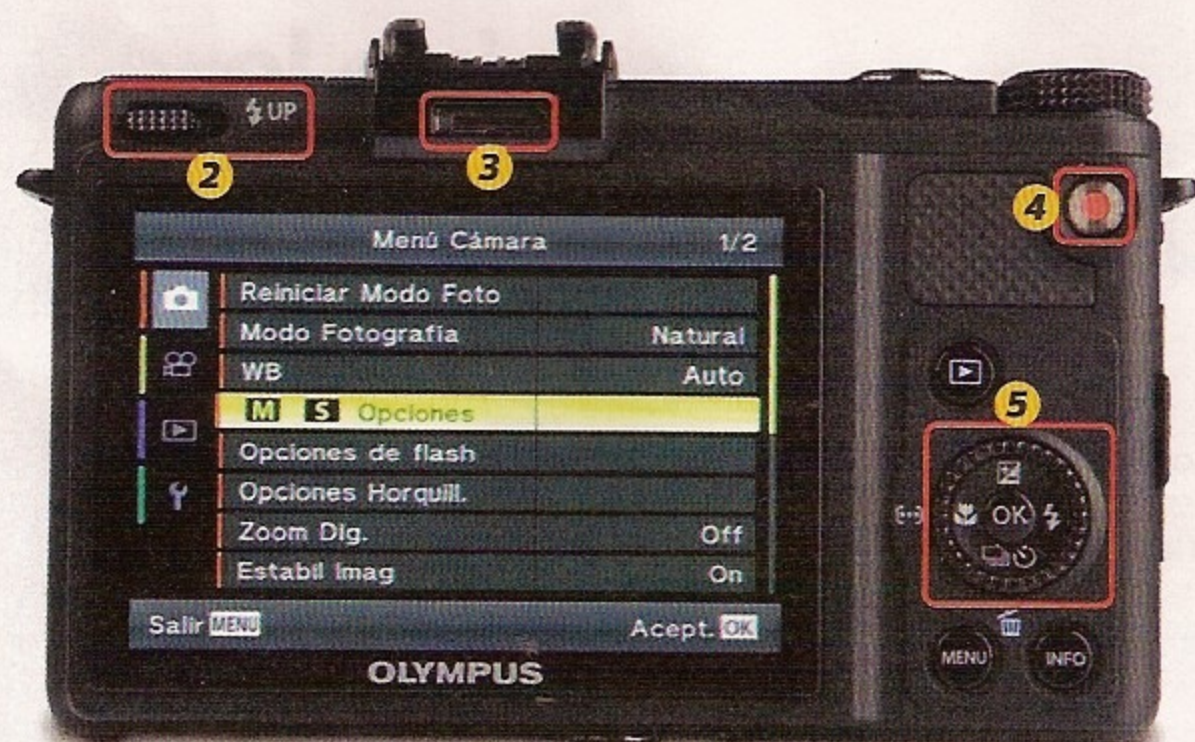 UP
2
3
4
Menú Cámara 1/2
Reiniciar Modo Foto
Modo Fotografía Natural
WB Auto
M S Opciones
Opciones de flash
Opciones Horquill.
Zoom Dig. Off
Estabil Imag On
Salir MENU Acept. OK
OLYMPUS
5
OK
MENU
INFO